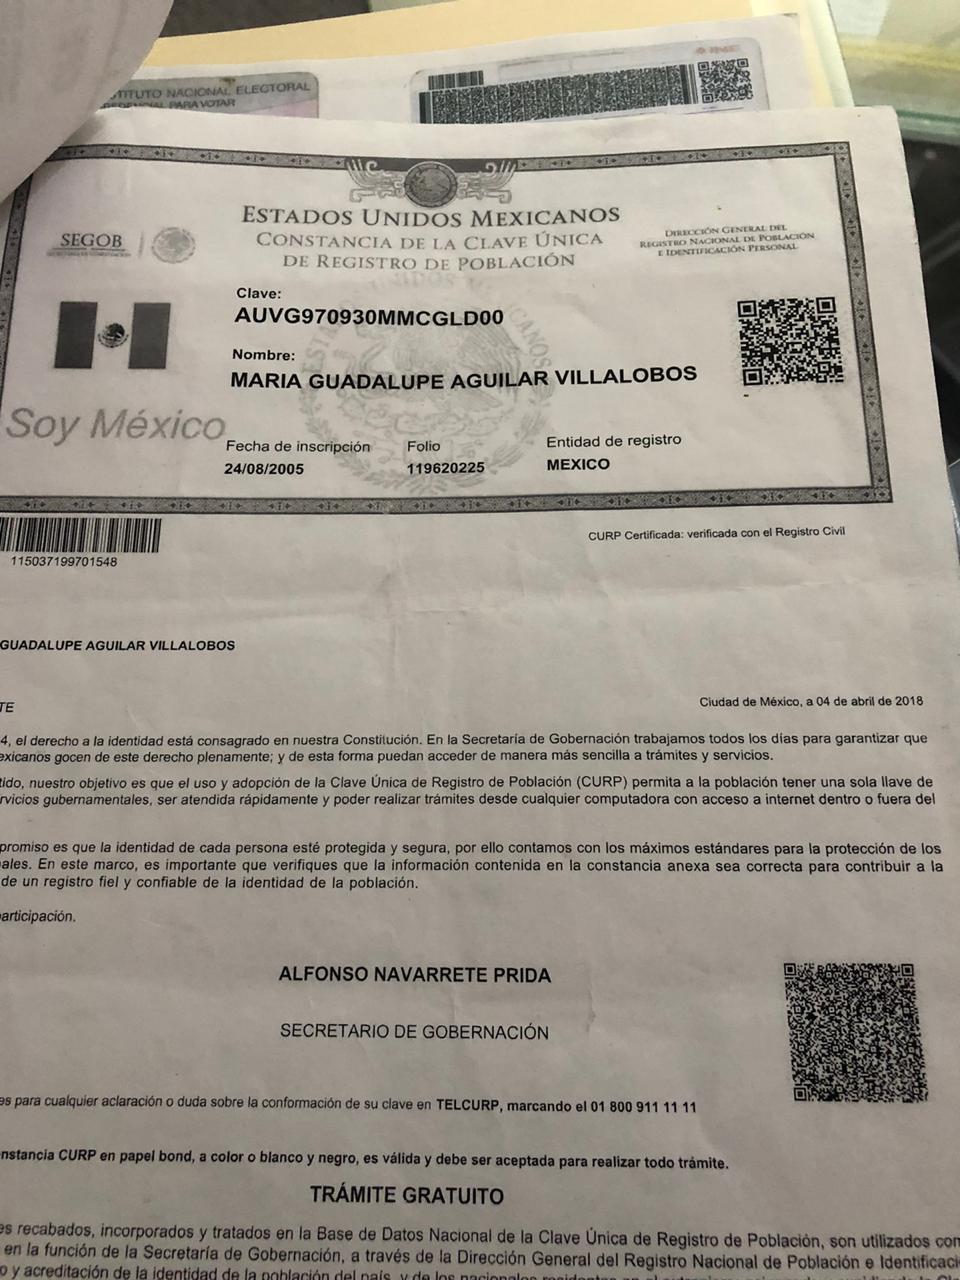 TITUTO NACIONAL ELECTORAL
PARA VOTAR
INE
ESTADOS UNIDOS MEXICANOS
CONSTANCIA DE LA CLAVE ÚNICA
DE REGISTRO DE POBLACIÓN
SEGOB
DIRECCIÓN GENERAL DEL
REGISTRO NACIONAL DE POBLACIÓN
E IDENTIFICACIÓN PERSONAL
Clave:
AUVG970930MMCGLD00
Nombre:
MARIA GUADALUPE AGUILAR VILLALOBOS
Soy México
Fecha de inscripción Folio Entidad de registro
24/08/2005 119620225 MEXICO
115037199701548
CURP Certificada: verificada con el Registro Civil
GUADALUPE AGUILAR VILLALOBOS
TE
Ciudad de México, a 04 de abril de 2018
4, el derecho a la identidad está consagrado en nuestra Constitución. En la Secretaría de Gobernación trabajamos todos los días para garantizar que
exicanos gocen de este derecho plenamente; y de esta forma puedan acceder de manera más sencilla a trámites y servicios.
tido, nuestro objetivo es que el uso y adopción de la Clave Única de Registro de Población (CURP) permita a la población tener una sola llave de
rvicios gubernamentales, ser atendida rápidamente y poder realizar trámites desde cualquier computadora con acceso a internet dentro o fuera del
promiso es que la identidad de cada persona esté protegida y segura, por ello contamos con los máximos estándares para la protección de los
ales. En este marco, es importante que verifiques que la información contenida en la constancia anexa sea correcta para contribuir a la
de un registro fiel y confiable de la identidad de la población.
articipación.
ALFONSO NAVARRETE PRIDA
SECRETARIO DE GOBERNACIÓN
es para cualquier aclaración o duda sobre la conformación de su clave en TELCURP, marcando el 01 800 911 11 11
nstancia CURP en papel bond, a color o blanco y negro, es válida y debe ser aceptada para realizar todo trámite.
TRÁMITE GRATUITO
es recabados, incorporados y tratados en la Base de Datos Nacional de la Clave Única de Registro de Población, son utilizados con
en la función de la Secretaría de Gobernación, a través de la Dirección General del Registro Nacional de Población e Identificaci
o y acreditación de la identidad de la población del país, y de los nacionales